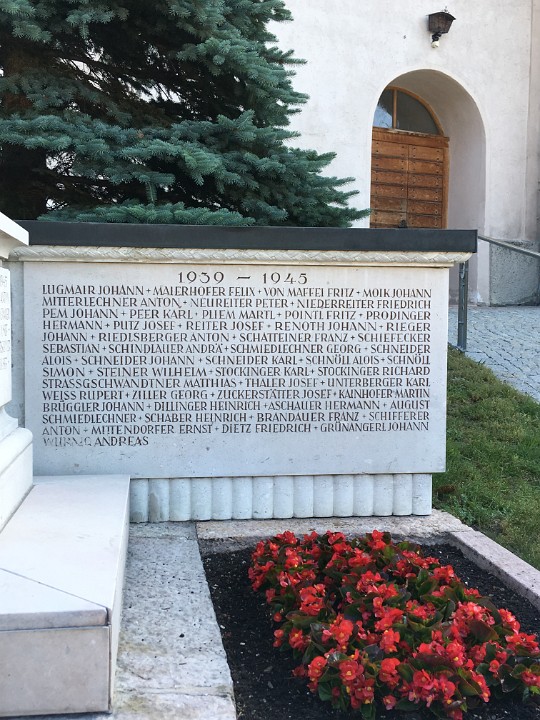 1939 – 1945
LUGMAIR JOHANN + MAIERHOFER FELIX + VON MAFFEI FRITZ + MOIK JOHANN
MITTERLECHNER ANTON + NEUREITER PETER + NIEDERREITER FRIEDRICH
PEM JOHANN + PEER KARL + PLIEM MARTL + POINTL FRITZ + PRODINGER
HERMANN + PUTZ JOSEF + REITER JOSEF + RENOTH JOHANN + RIEGER
JOHANN + RIEDLSBERGER ANTON + SCHATTEINER FRANZ + SCHIEFECKER
SEBASTIAN + SCHINDLAUER ANDRÄ + SCHMIEDLECHNER GEORG + SCHNEIDER
ALOIS + SCHNEIDER JOHANN + SCHNEIDER KARL + SCHNÖLL ALOIS + SCHNÖLL
SIMON + STEINER WILHELM + STOCKINGER KARL + STOCKINGER RICHARD
STRASSGSCHWANDTNER MATTHIAS + THALER JOSEF + UNTERBERGER KARL
WEISS RUPERT + ZILLER GEORG + ZUCKERSTÄTTER JOSEF + KAINHOFER MARTIN
BRÜGGLER JOHANN + DILLINGER HEINRICH + ASCHAUER HERMANN + AUGUST
SCHMIEDLECHNER + SCHABER HEINRICH + BRANDAUER FRANZ + SCHIFFERER
ANTON + MITTENDORFER ERNST + DIETZ FRIEDRICH + GRÜNANGERL JOHANN
ANDREAS